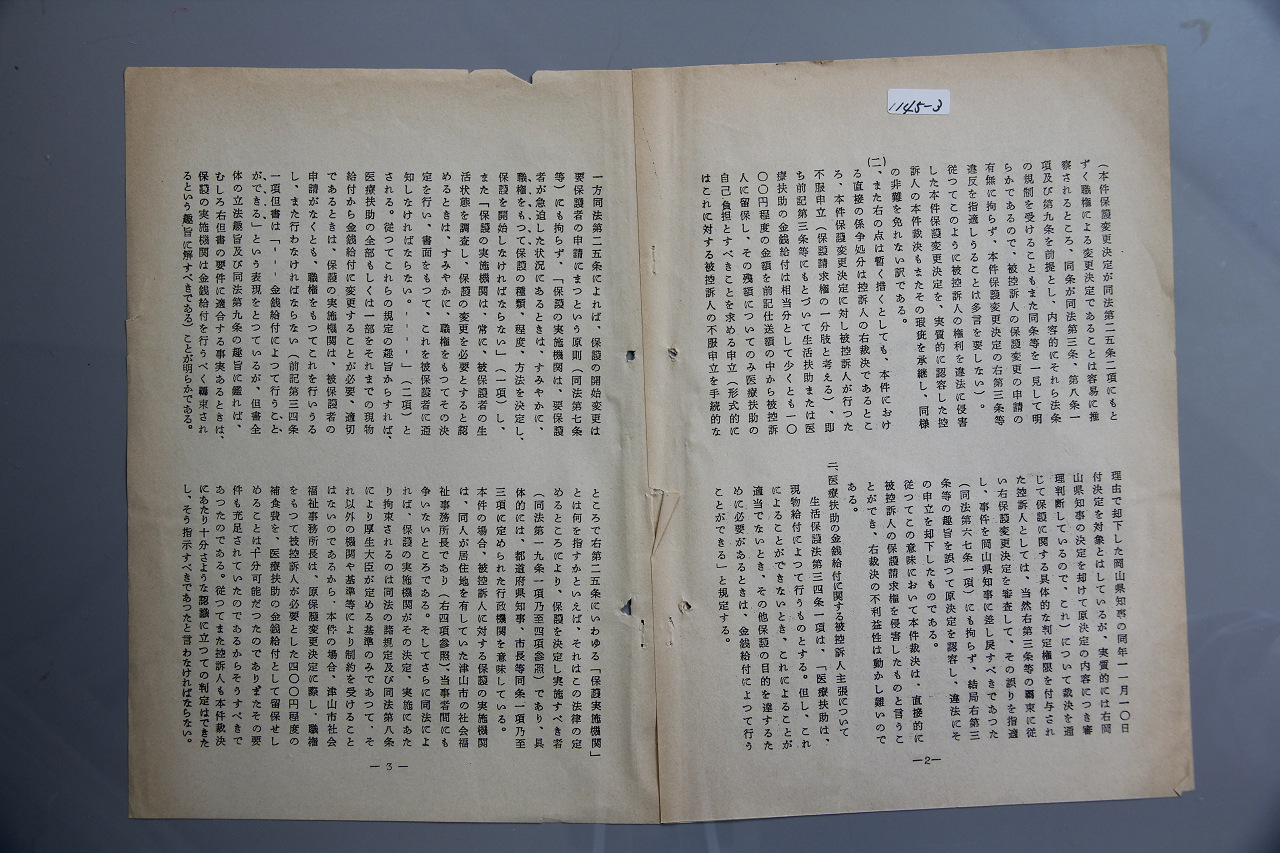 1145-3
(本件保護変更決定が同法第二五条二項にもと
ずく職権による変更決定であることは容易に推
察されるところ、同条が同法第三条、第八条一
項及び第九条を前提とし、内容的にそれら法条
の規制を受けることもまた同条等を一見して明
らかであるので、被控訴人の保護変更の申請の
有無に拘らず、本件保護変更決定の右第三条等
違反を指適しうることは多言を要しない)。
従つてこのように被控訴人の権利を違法に侵害
した本件保護変更決定を、実質的に認容した控
訴人の本件裁決もまたその瑕疵を承継し、同様
の非難を免れない訳である。
(二)、また右の点は暫く措くとしても、本件におけ
る直接の係争処分は控訴人の右裁決であるとこ
ろ、本件保護変更決定に対し被控訴人が行つた
不服申立(保護請求権の一分肢と考える)、即
ち前記第三条等にもとづいて生活扶助または医
療扶助の金銭給付は相当分として少くとも一〇
〇〇円程度の金額を前記仕送額の中から被控訴
人に留保し、その残額についてのみ医療扶助の
自己負担とすべきことを求める申立(形式的に
はこれに対する被控訴人の不服申立を手続的な
理由で却下した岡山県知事の同年一一月一〇日
付決定を対象とはしているが、実質的には右岡
山県知事の決定を却けて原決定の内容につき審
理判断しているので、これ)について裁決を通
じて保護に関する具体的な判定権限を付与され
た控訴人としては、当然右第三条等の羈束に従
い右保護変更決定を審査して、その誤りを指適
し、事件を岡山県知事に差し戻すべきであつた
(同法第六七条一項)にも拘らず、結局右第三
条等の趣旨を誤つて原決定を認容し、違法にそ
の申立を却下したものである。
従つてこの意味において本件裁決は、直接的に
被控訴人の保護請求権を侵害したものと言うこ
とができ、右裁決の不利益性は動かし難いので
ある。
二、医療扶助の金銭給付に関する被控訴人主張について
生活保護法第三四条一項は、「医療扶助は、
現物給付によつて行うものとする。但し、これ
によることができないとき、これによることが
適当でないとき、その他保護の目的を達するた
めに必要があるときは、金銭給付によつて行う
ことができる」と規定する。
—2—
一方同法第二五条によれば、保護の開始変更は
要保護者の申請にまつという原則(同法第七条
等)にも拘らず、「保護の実施機関は、要保護
者が急迫した状況にあるときは、すみやかに、
職権をもつて保護の種類、程度、方法を決定し、
保護を開始しなければならない」(一項)し、
また「保護の実施機関は、常に、被保護者の生
活状態を調査し、保護の変更を必要とすると認
めるときは、すみやかに、職権をもつてその決
定を行い、書面をもつて、これを被保護者に通
知しなければならない。----」(二項)と
される。従つてこれらの規定の趣旨からすれば、
医療扶助の全部もしくは一部をそれまでの現物
給付から金銭給付に変更することが必要、適切
であるときは、保護の実施機関は、被保護者の
申請がなくとも、職権をもつてこれを行いうる
し、また行わなければならない(前記第三四条
一項但書は「---金銭給付によつて行うこと
ができる」という表現をとつているが、但書全
体の立法趣旨及び同法第九条の趣旨に鑑れば、
むしろ右但書の要件に適合する事実あるときは、
保護の実施機関は金銭給付を行うべく羈束され
るという趣旨に解すべきである)ことが明らかである。
ところで右第二五条にいわゆる「保護実施機関」
とは何を指すかといえば、それはこの法律の定
めるところにより、保護を決定し実施すべき者
(同法第一九条一項乃至四項参照)であり、具
体的には、都道府県知事、市長等同条一項乃至
三項に定められた行政機関を意味している。
本件の場合、被控訴人に対する保護の実施機関
は、同人が居住地を有していた津山市の社会福
祉事務所長であり(右四項参照)、当事者間にも
争いないところである。そしてさらに同法によ
れば、保護の実施機関がその決定、実施にあた
り拘束されるのは同法の諸規定及び同法第八条
により厚生大臣が定める基準のみであつて、そ
れ以外の機関や基準等により制約を受けること
はないのであるから、本件の場合、津山市社会
福祉事務所長は、原保護変更決定に際し、職権
をもつて被控訴人が必要とした四〇〇円程度の
補食費を、医療扶助の金銭給付として留保せし
めることは十分可能だつたのでありまたその要
件も充足されていたのであるからそうすべきで
あつたのである。従つてまた控訴人も本件裁決
にあたり十分さような認識に立つての判定はできた
し、そう指示すべきであつたと言わなければならない。
—3—